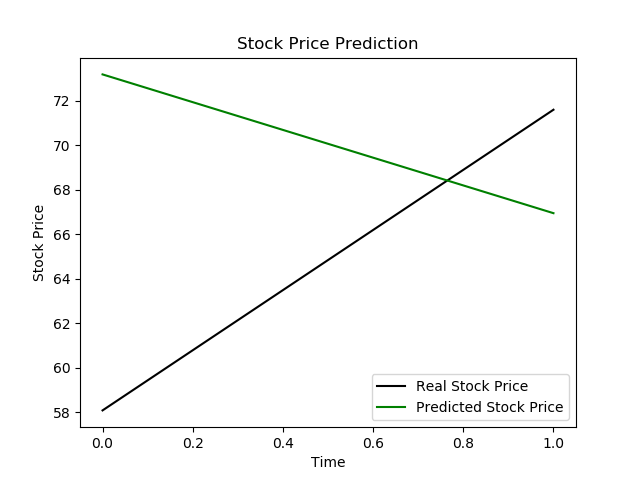 Stock Price Prediction
Stock Price
72
70
68
66
64
62
60
58
Real Stock Price
Predicted Stock Price
0.0 0.2 0.4 0.6 0.8 1.0
Time